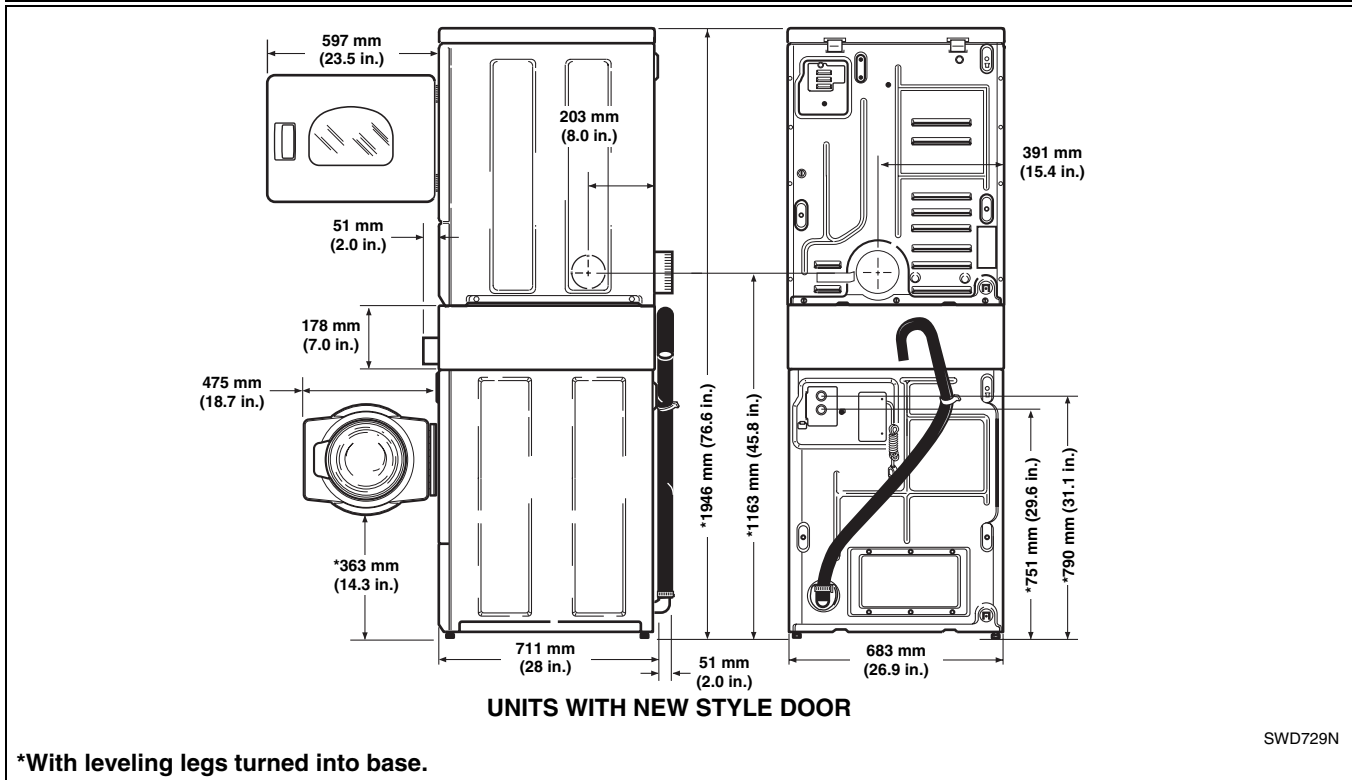 597 mm
(23.5 in.)
203 mm
(8.0 in.)
391 mm
(15.4 in.)
51 mm
(2.0 in.)
178 mm
(7.0 in.)
475 mm
(18.7 in.)
*1946 mm (76.6 in.)
*1163 mm (45.8 in.)
*751 mm (29.6 in.)
*790 mm (31.1 in.)
*363 mm
(14.3 in.)
711 mm
(28 in.)
51 mm
(2.0 in.)
683 mm
(26.9 in.)
UNITS WITH NEW STYLE DOOR
SWD729N
*With leveling legs turned into base.